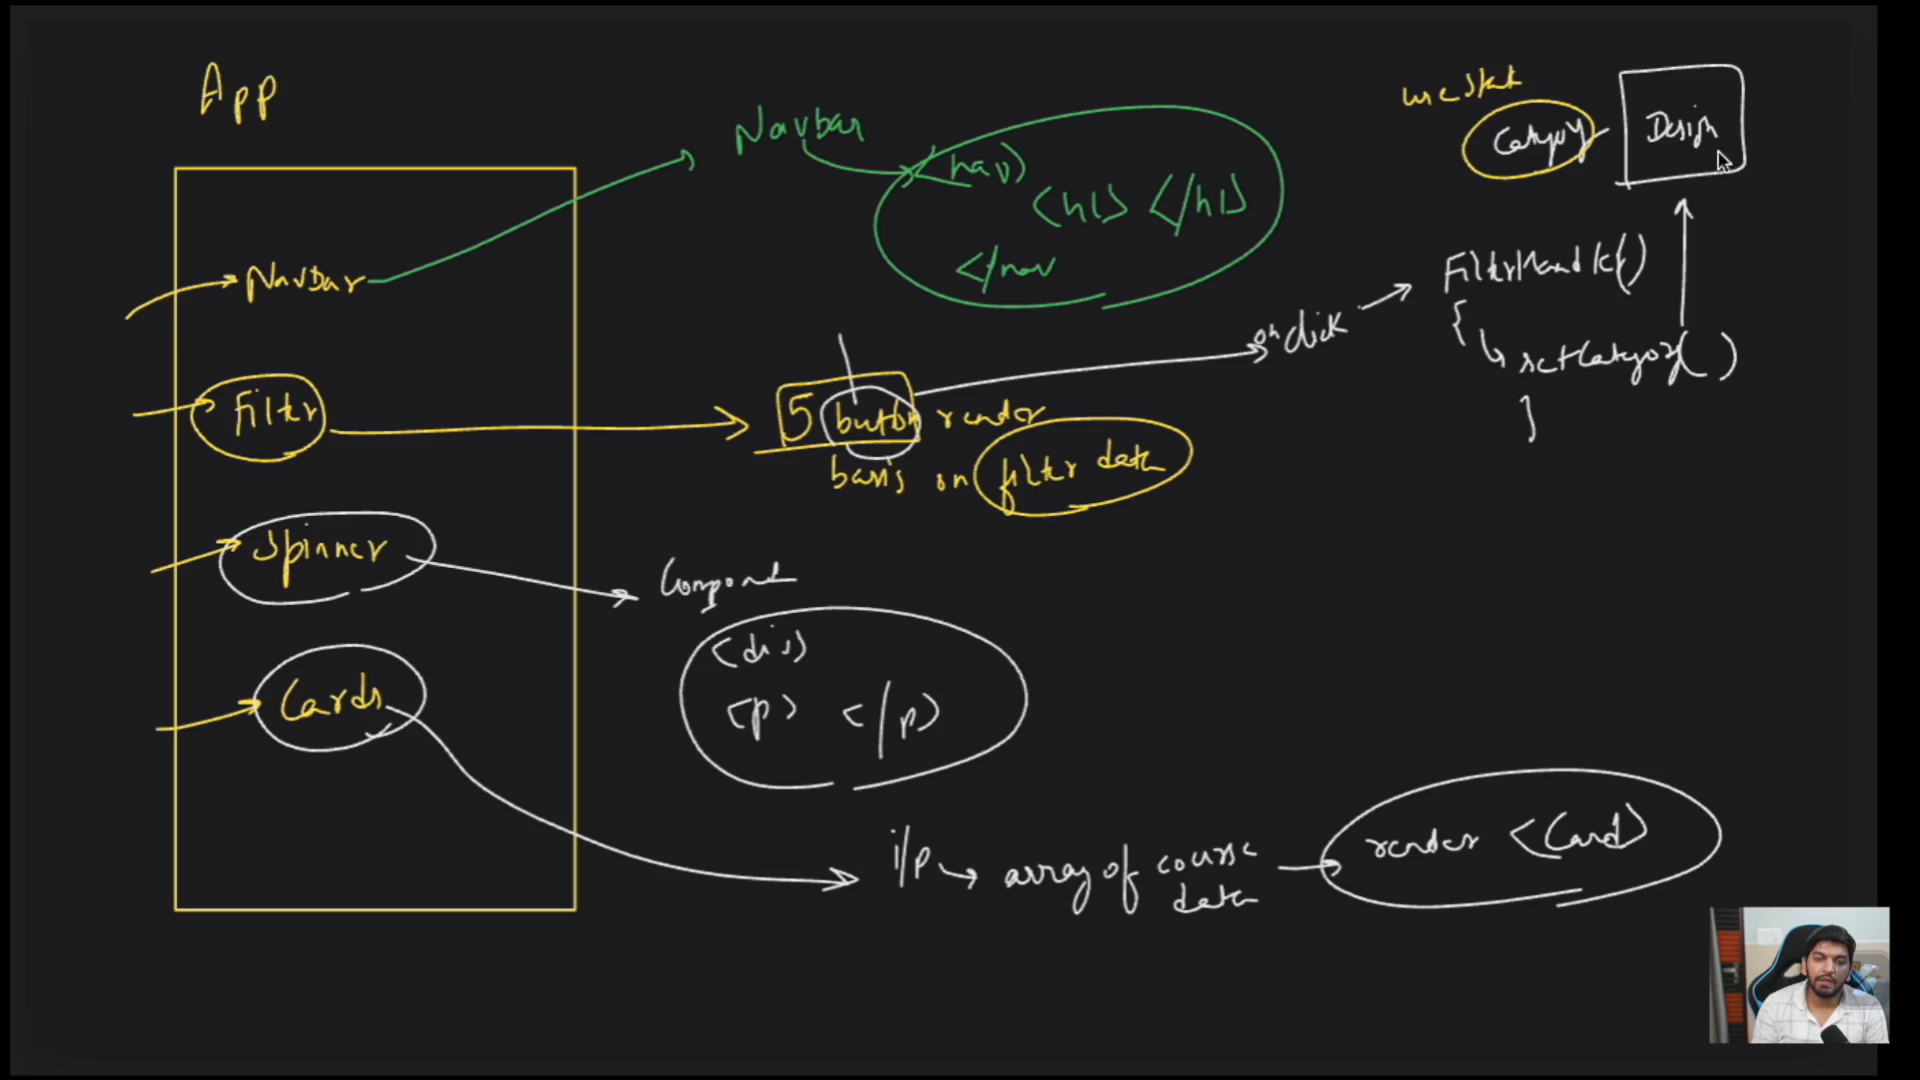 App
useState
Category
Design
Navbar
<nav>
<h1> </h1>
</nav
NavBar
FilterHandler()
{
setCategory( )
}
onclick
Filter
5 button render
basis on filter data
Spinner
Component
<div>
<p> </p>
Cards
i/p → array of course
data
render <Card>